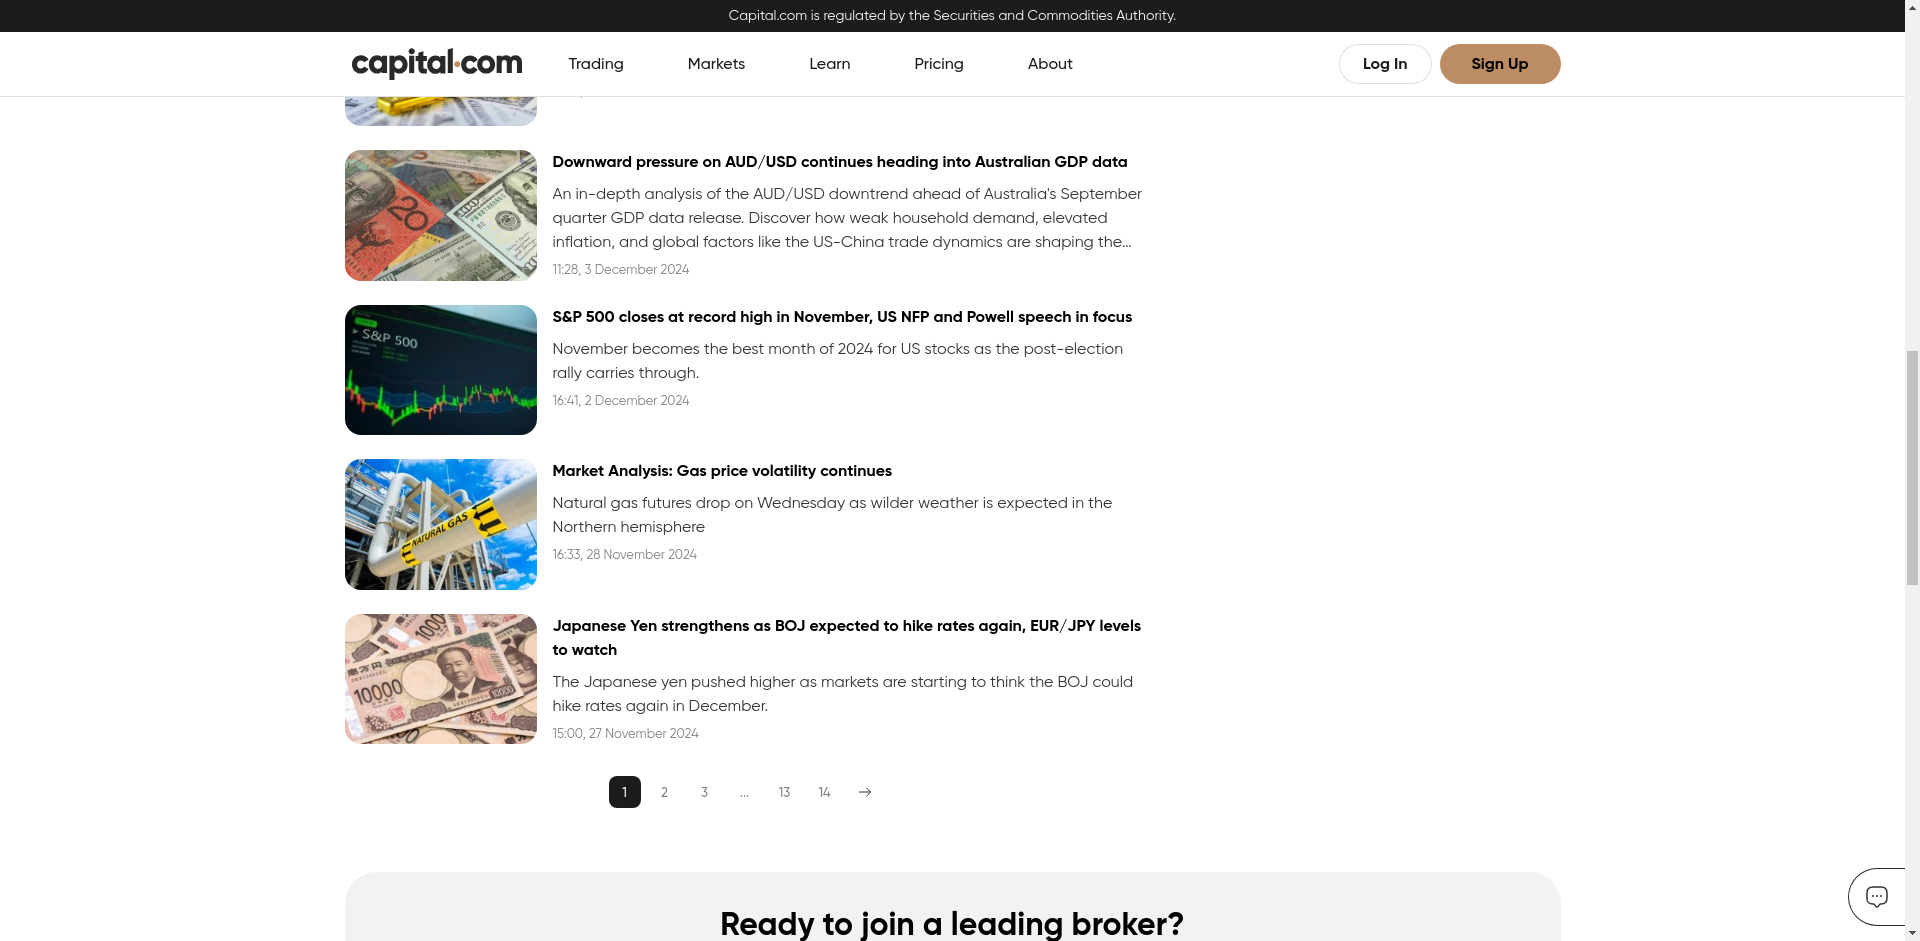 Capital.com is regulated by the Securities and Commodities Authority.
capital.com
Trading
Markets
Learn
Pricing
About
Log In
Sign Up
Downward pressure on AUD/USD continues heading into Australian GDP data
An in-depth analysis of the AUD/USD downtrend ahead of Australia's September
quarter GDP data release. Discover how weak household demand, elevated
inflation, and global factors like the US-China trade dynamics are shaping the...
11:28, 3 December 2024
20
100
S&P 500
S&P 500 closes at record high in November, US NFP and Powell speech in focus
November becomes the best month of 2024 for US stocks as the post-election
rally carries through.
16:41, 2 December 2024
NATURAL GAS
Market Analysis: Gas price volatility continues
Natural gas futures drop on Wednesday as wilder weather is expected in the
Northern hemisphere
16:33, 28 November 2024
1000
10000
10000
Japanese Yen strengthens as BOJ expected to hike rates again, EUR/JPY levels
to watch
The Japanese yen pushed higher as markets are starting to think the BOJ could
hike rates again in December.
15:00, 27 November 2024
1
2
3
...
13
14
Ready to join a leading broker?